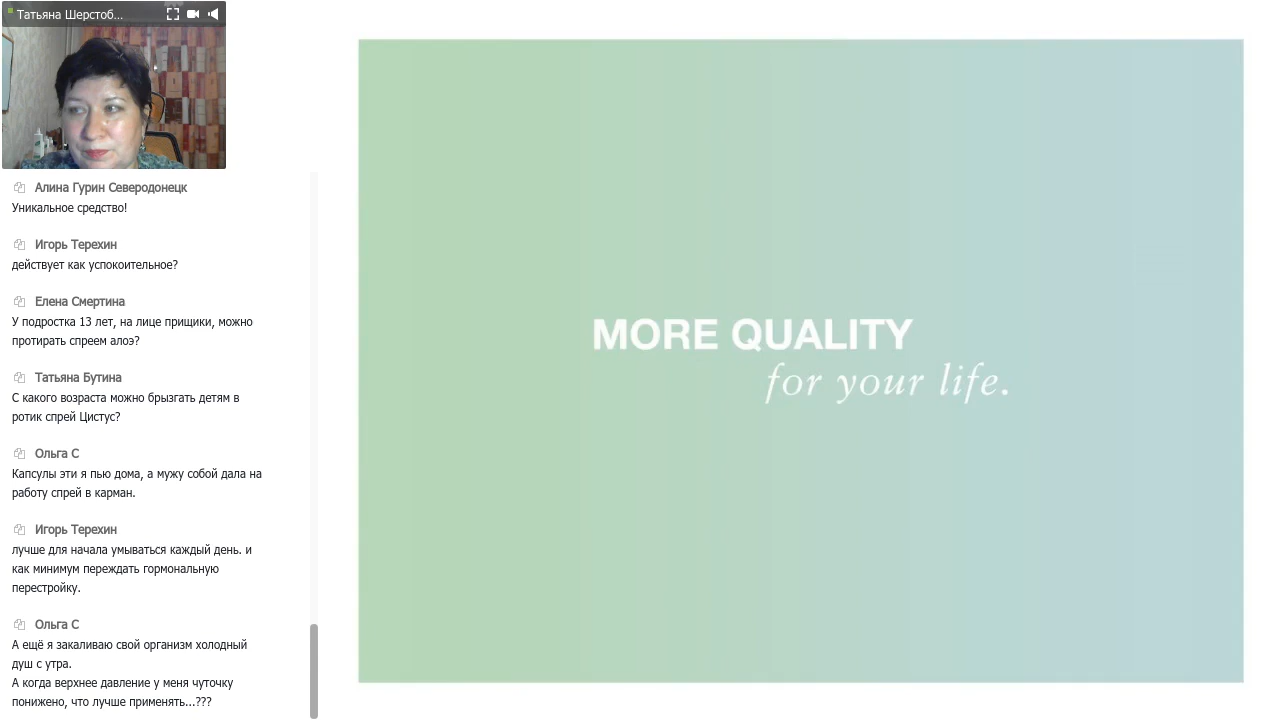 Татьяна Шерстоб...
Алина Гурин Северодонецк
Уникальное средство!
Игорь Терехин
действует как успокоительное?
Елена Смертина
У подростка 13 лет, на лице прищики, можно
протирать спреем алоэ?
Татьяна Бутина
С какого возраста можно брызгать детям в
ротик спрей Цистус?
Ольга С
Капсулы эти я пью дома, а мужу собой дала на
работу спрей в карман.
Игорь Терехин
лучше для начала умываться каждый день. и
как минимум переждать гормональную
перестройку.
Ольга С
А ещё я закаливаю свой организм холодный
душ с утра.
А когда верхнее давление у меня чуточку
понижено, что лучше применять...???
MORE QUALITY
for your life.